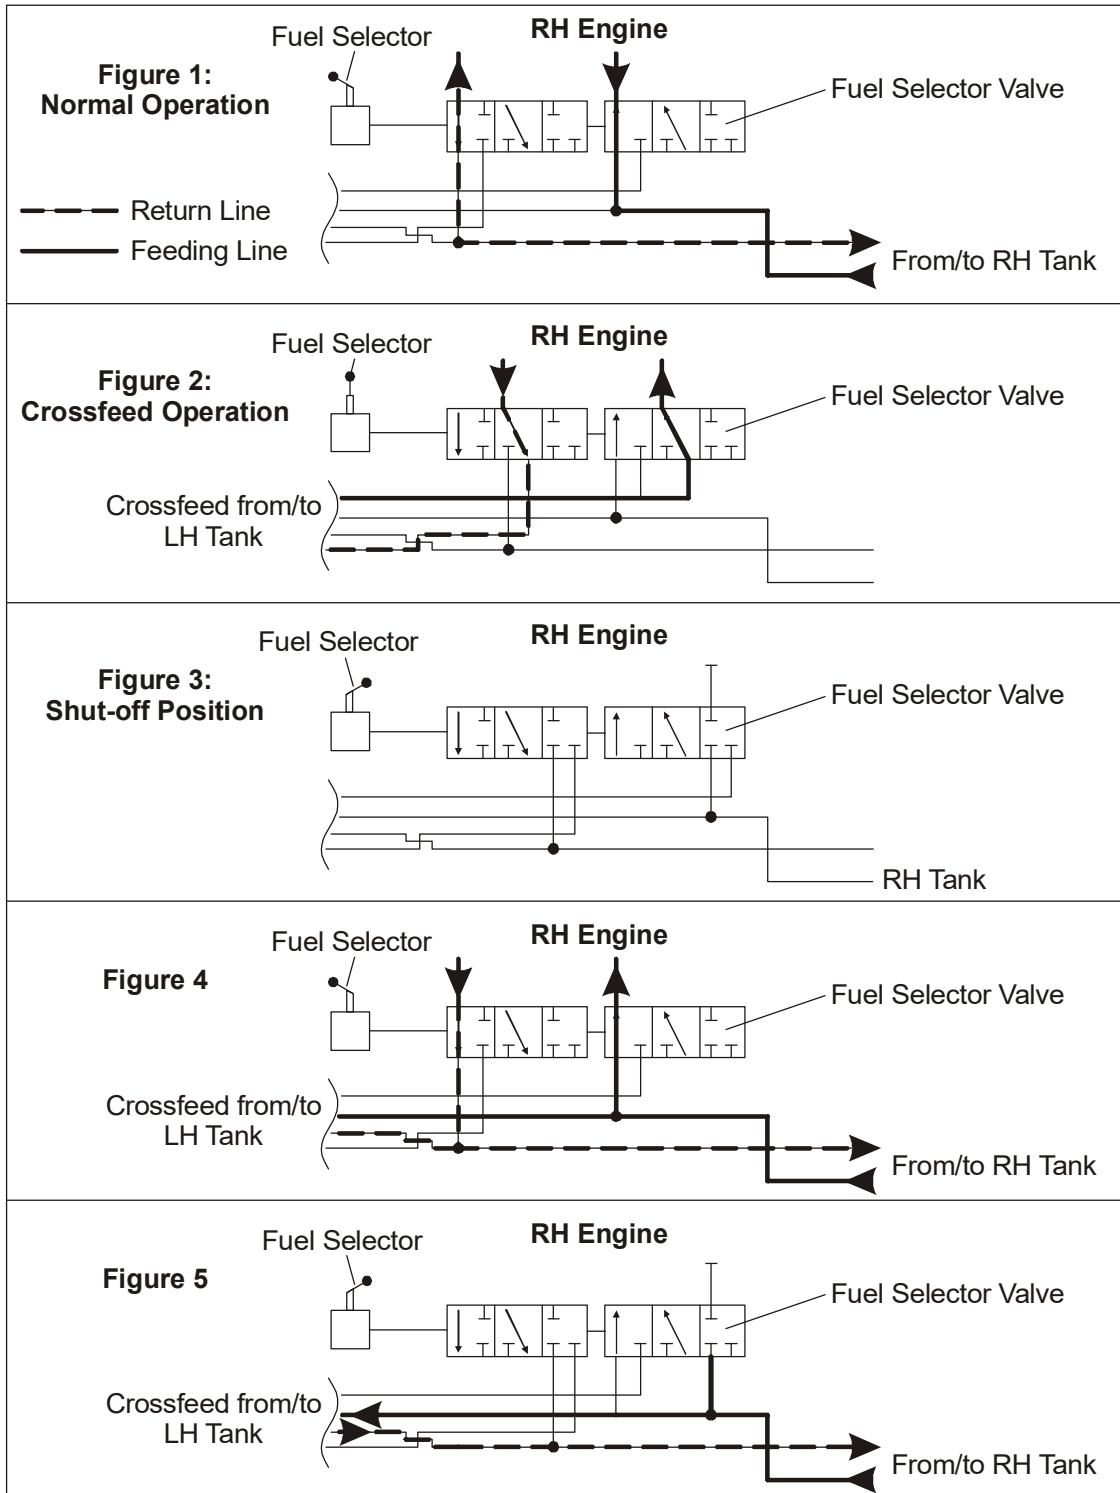 Fuel Selector
RH Engine
Figure 1:
Normal Operation
Fuel Selector Valve
Return Line
Feeding Line
From/to RH Tank
Fuel Selector
RH Engine
Figure 2:
Crossfeed Operation
Fuel Selector Valve
Crossfeed from/to
LH Tank
Fuel Selector
RH Engine
Figure 3:
Shut-off Position
Fuel Selector Valve
RH Tank
Fuel Selector
RH Engine
Figure 4
Fuel Selector Valve
Crossfeed from/to
LH Tank
From/to RH Tank
Fuel Selector
RH Engine
Figure 5
Fuel Selector Valve
Crossfeed from/to
LH Tank
From/to RH Tank